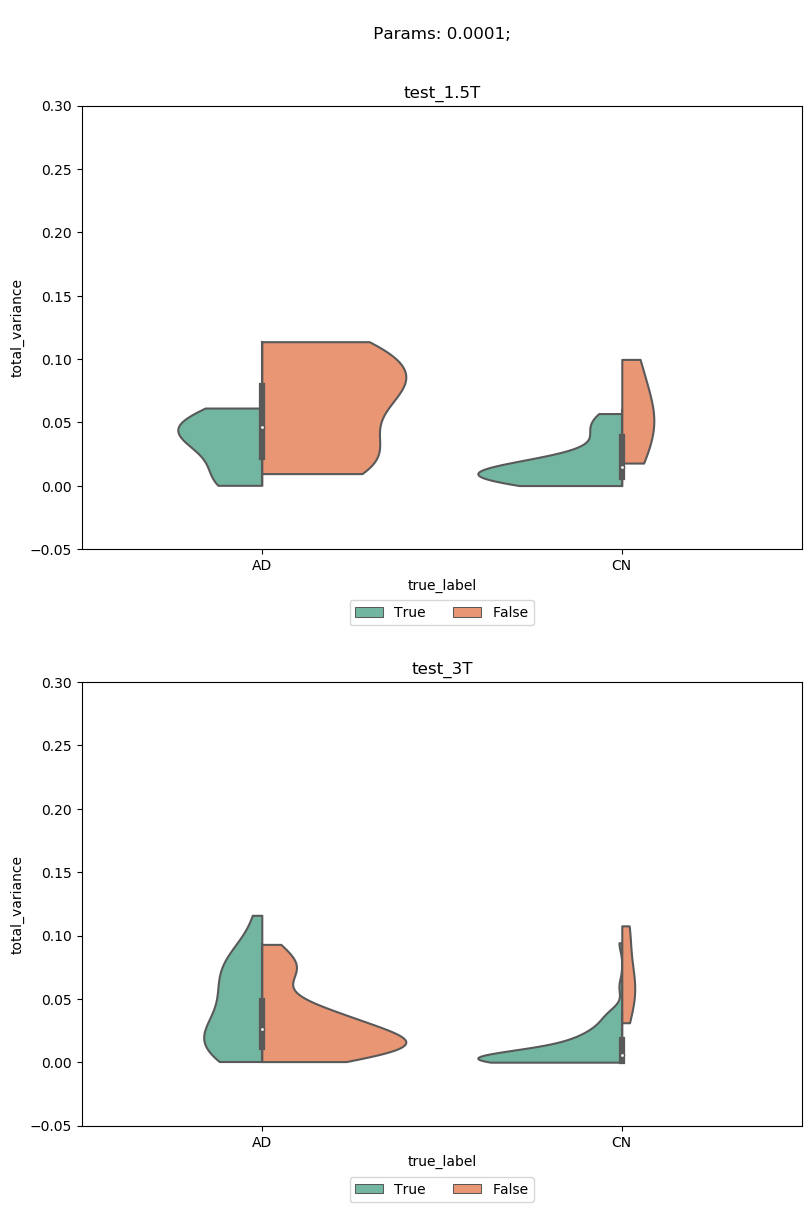 Params: 0.0001;
test_1.5T
0.30
0.25
0.20
0.15
0.10
0.05
0.00
−0.05
total_variance
AD
CN
true_label
True
False
test_3T
0.30
0.25
0.20
0.15
0.10
0.05
0.00
−0.05
total_variance
AD
CN
true_label
True
False